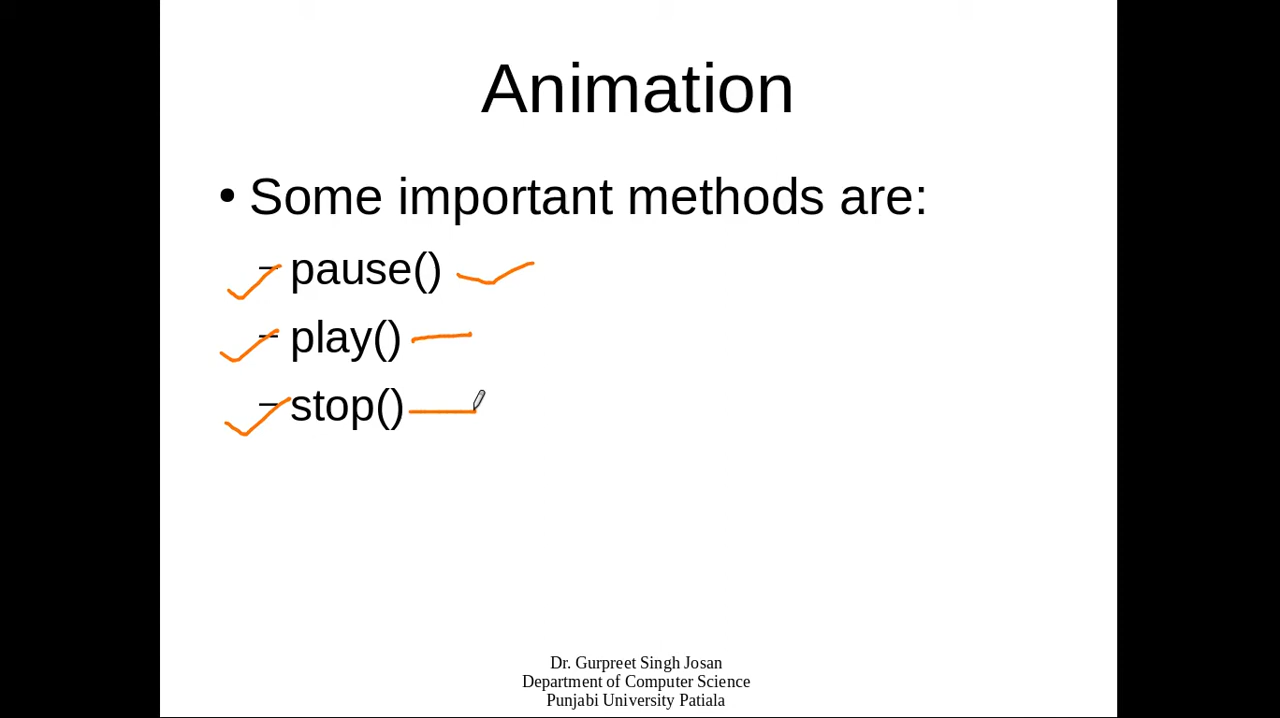 Animation
• Some important methods are:
– pause()
– play()
– stop()
Dr. Gurpreet Singh Josan
Department of Computer Science
Punjabi University Patiala